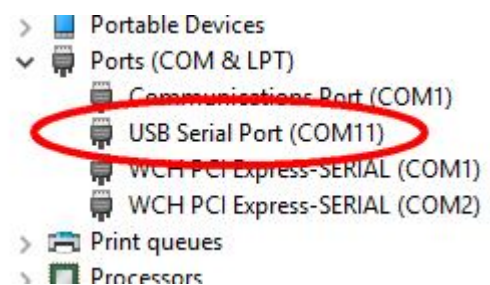 Portable Devices
Ports (COM & LPT)
Communications Port (COM1)
USB Serial Port (COM11)
WCH PCI Express-SERIAL (COM1)
WCH PCI Express-SERIAL (COM2)
Print queues
Processors